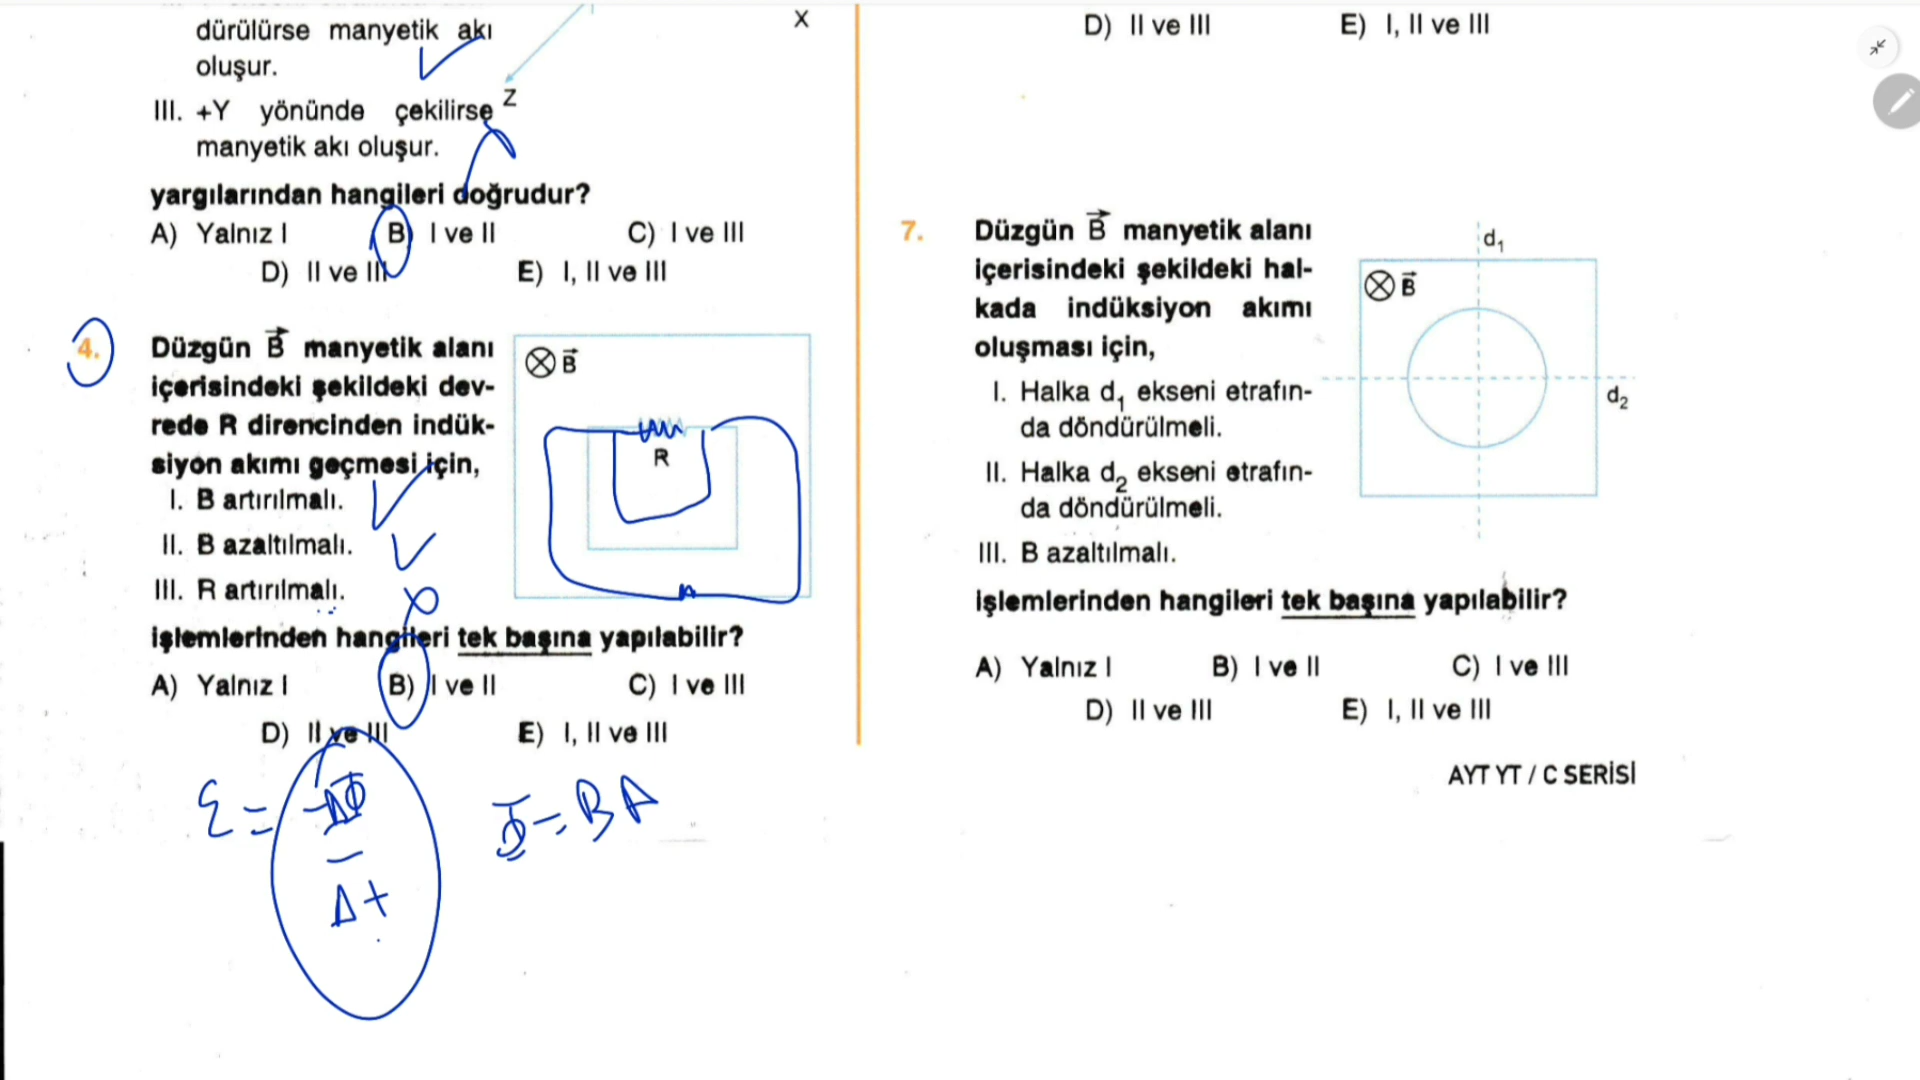 dürülürse manyetik akı
oluşur.
III. +Y yönünde çekilirse
manyetik akı oluşur.
yargılarından hangileri doğrudur?
A) Yalnız I B) I ve II C) I ve III
D) II ve III E) I, II ve III
X
Z
4. Düzgün B manyetik alanı
içerisindeki şekildeki dev-
rede R direncinden indük-
siyon akımı geçmesi için,
I. B artırılmalı.
II. B azaltılmalı.
III. R artırılmalı.
işlemlerinden hangileri tek başına yapılabilir?
A) Yalnız I B) I ve II C) I ve III
D) II ve III E) I, II ve III
B
R
ε = -ΔΦ
Δt
Φ = BA
D) II ve III E) I, II ve III
7. Düzgün B manyetik alanı
içerisindeki şekildeki hal-
kada indüksiyon akımı
oluşması için,
I. Halka d₁ ekseni etrafın-
da döndürülmeli.
II. Halka d₂ ekseni etrafın-
da döndürülmeli.
III. B azaltılmalı.
işlemlerinden hangileri tek başına yapılabilir?
A) Yalnız I B) I ve II C) I ve III
D) II ve III E) I, II ve III
d₁
B
d₂
AYT YT / C SERİSİ